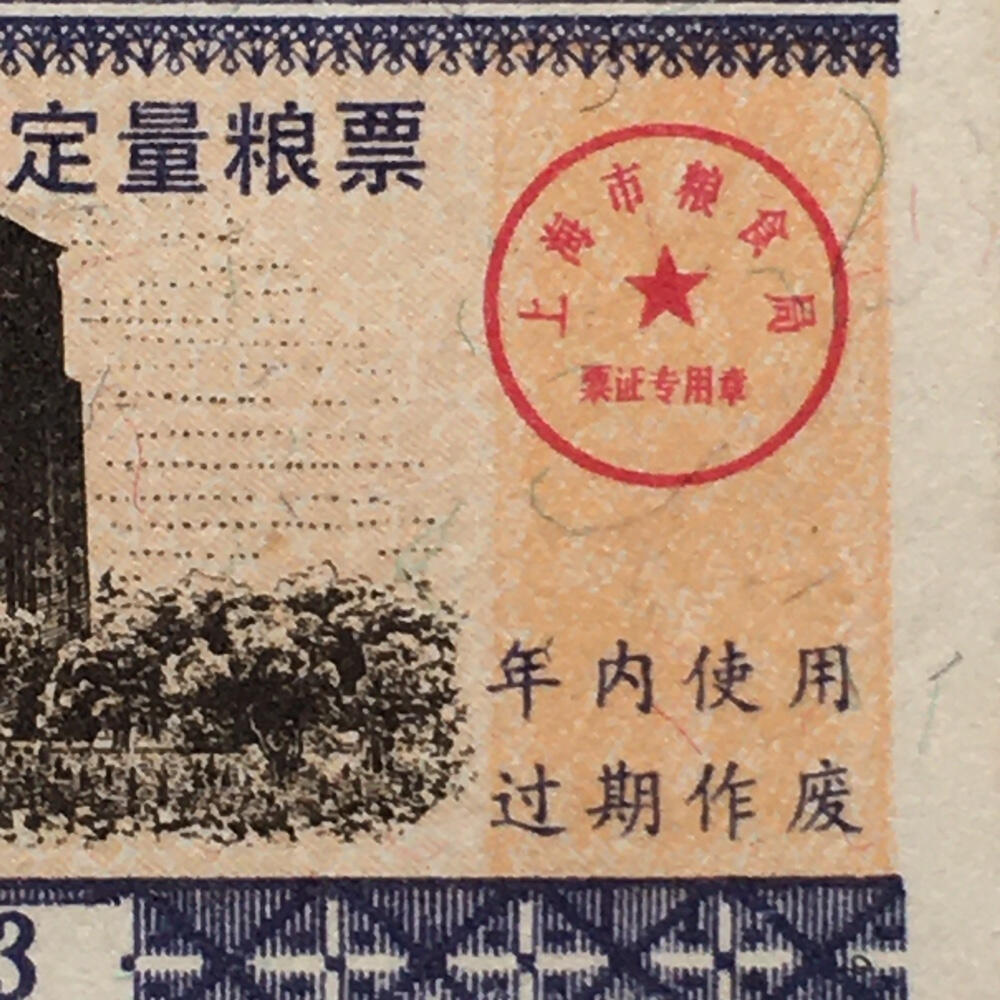 定量粮票
上海市粮食局
票证专用章
年内使用
过期作废
3